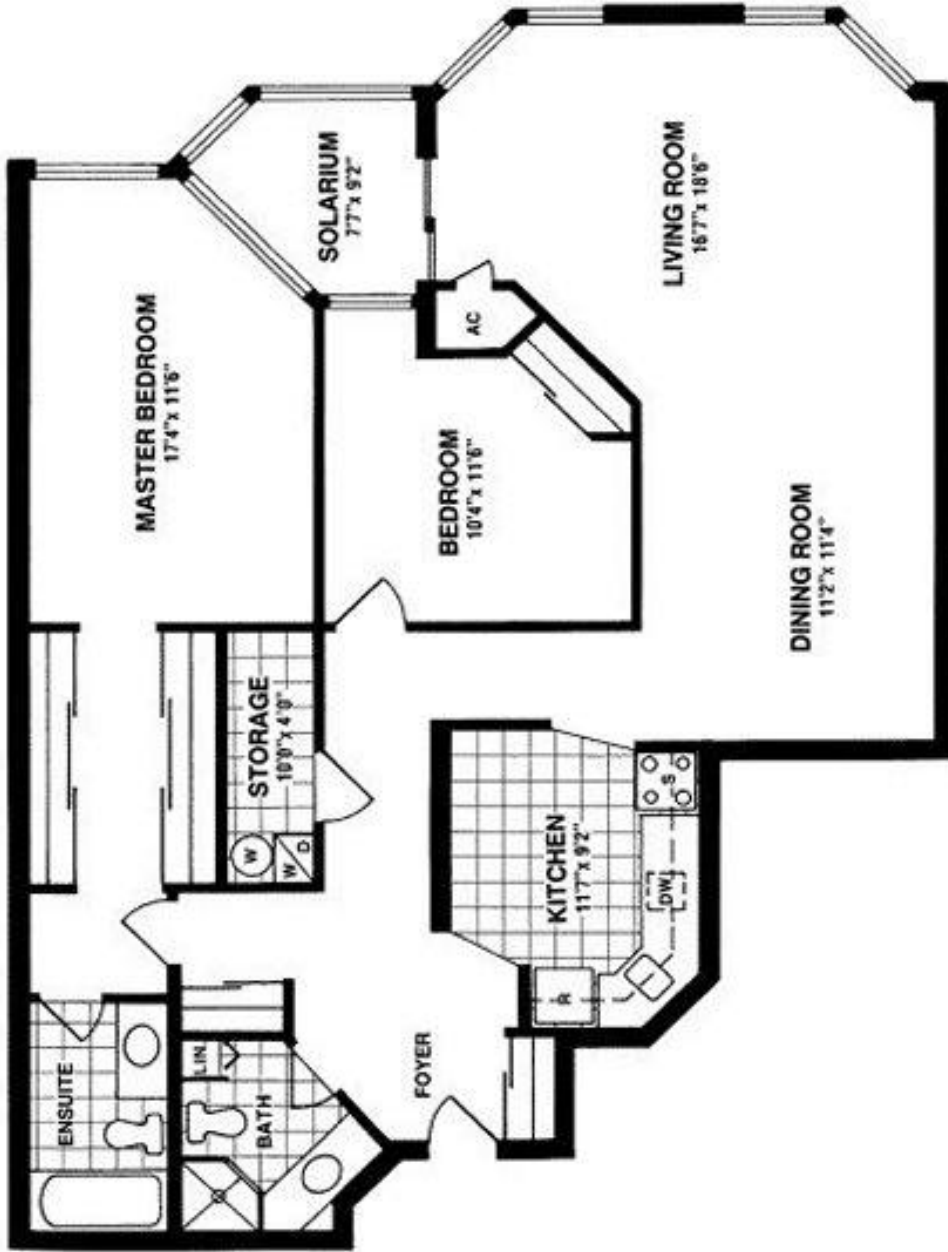 MASTER BEDROOM
17'4" x 11'6"
SOLARIUM
7'7" x 9'2"
LIVING ROOM
16'7" x 18'6"
AC
BEDROOM
10'4" x 11'6"
DINING ROOM
11'2" x 11'4"
STORAGE
10'0" x 4'0"
W
W
D
KITCHEN
11'7" x 9'2"
S
DW
R
ENSUITE
LIN.
BATH
FOYER